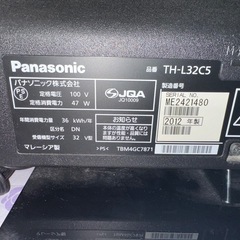 Panasonic
品番 TH-L32C5
パナソニック株式会社
定格電圧 100 V
定格消費電力 47 W
PSE
JQA
JQ10009
製造番号
SERIAL NO.
ME2421480
2012 年製
年間消費電力量 36 kWh/年
区分名 DN
受信機型サイズ 32 V型
お知らせ
マレーシア製
TBM4GC7871